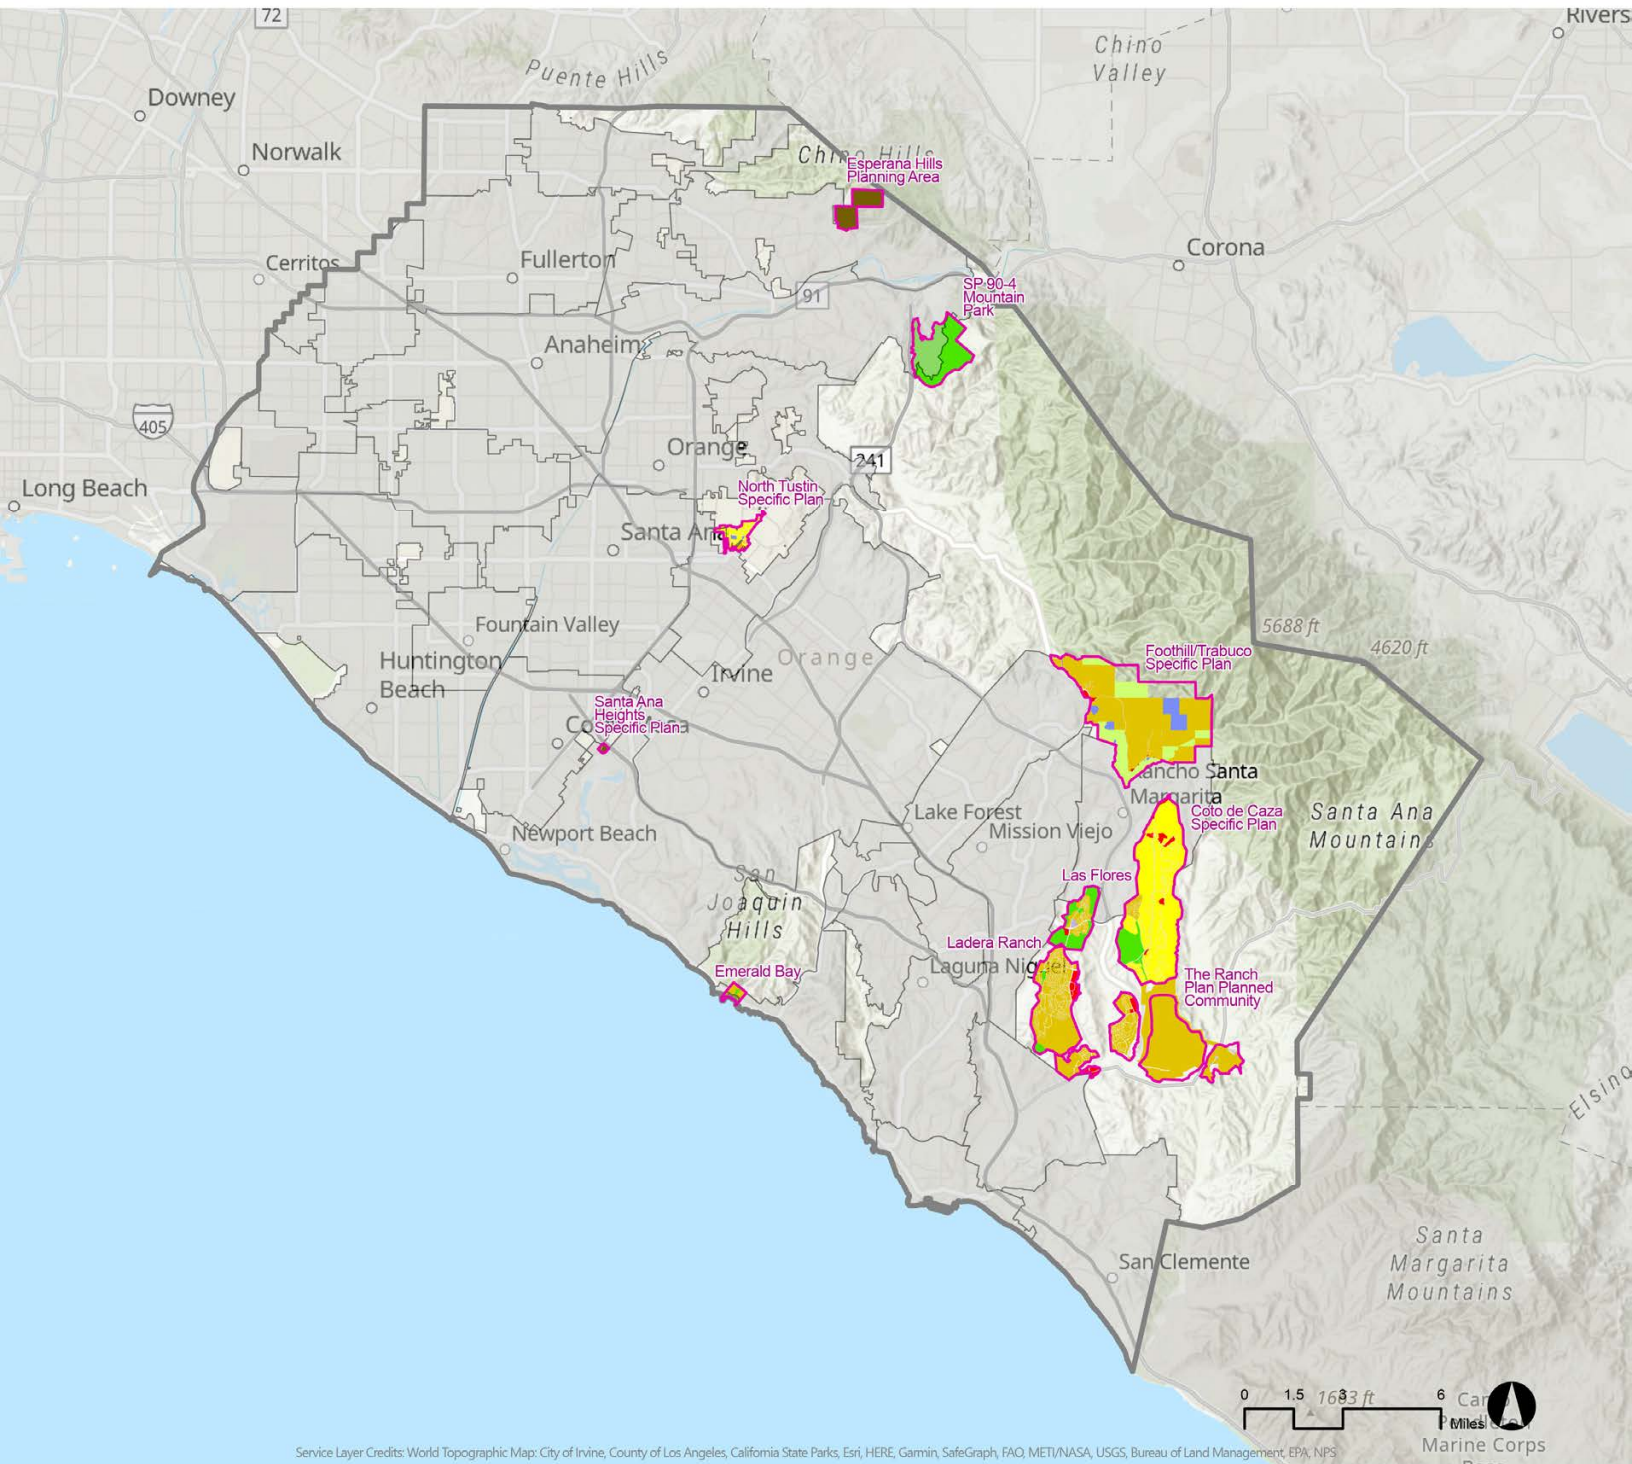 72
Rivers
Puente Hills
Chino
Valley
Downey
Norwalk
Chino Hills
Esperana Hills
Planning Area
Corona
Cerritos
Fullerton
SP 90-4
Mountain
Park
91
Anaheim
405
Orange
241
Long Beach
North Tustin
Specific Plan
Santa Ana
Fountain Valley
5688 ft
4620 ft
Orange
Foothill/Trabuco
Specific Plan
Huntington
Beach
Irvine
Santa Ana
Heights
Specific Plan
Costa Mesa
Rancho Santa
Margarita
Lake Forest
Coto de Caza
Specific Plan
Santa Ana
Mountains
Newport Beach
Mission Viejo
San
Joaquin
Hills
Las Flores
Ladera Ranch
Laguna Niguel
Emerald Bay
The Ranch
Plan Planned
Community
Elsino
San Clemente
Santa
Margarita
Mountains
0 1.5 3 6
Miles
Marine Corps
Service Layer Credits: World Topographic Map: City of Irvine, County of Los Angeles, California State Parks, Esri, HERE, Garmin, SafeGraph, FAO, METI/NASA, USGS, Bureau of Land Management, EPA, NPS